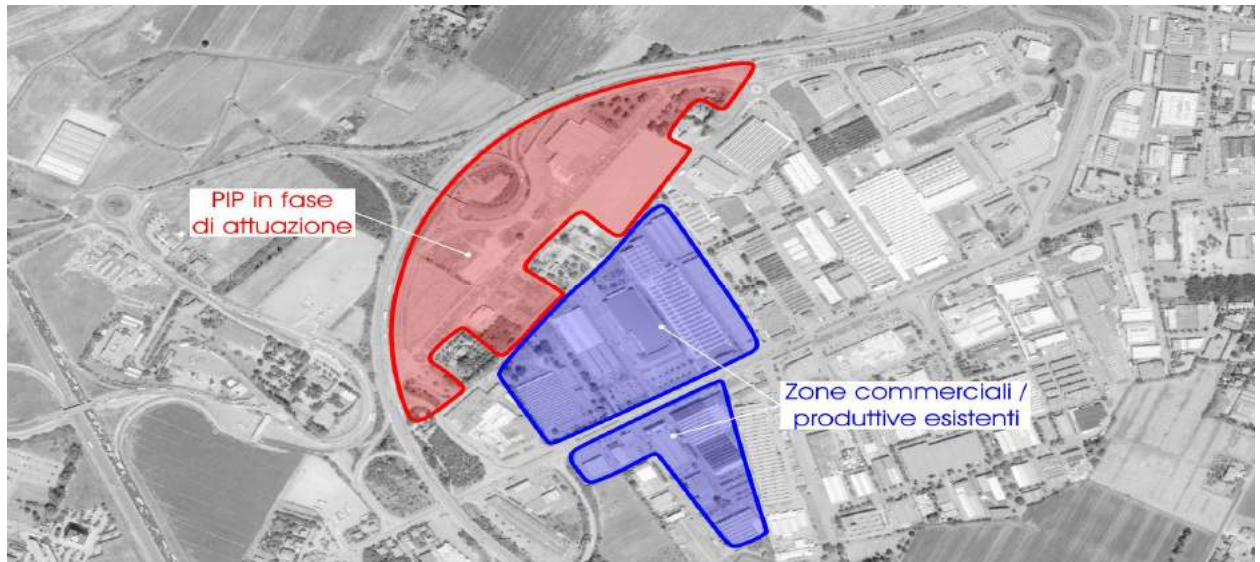 PIP in fase
di attuazione
Zone commerciali /
produttive esistenti